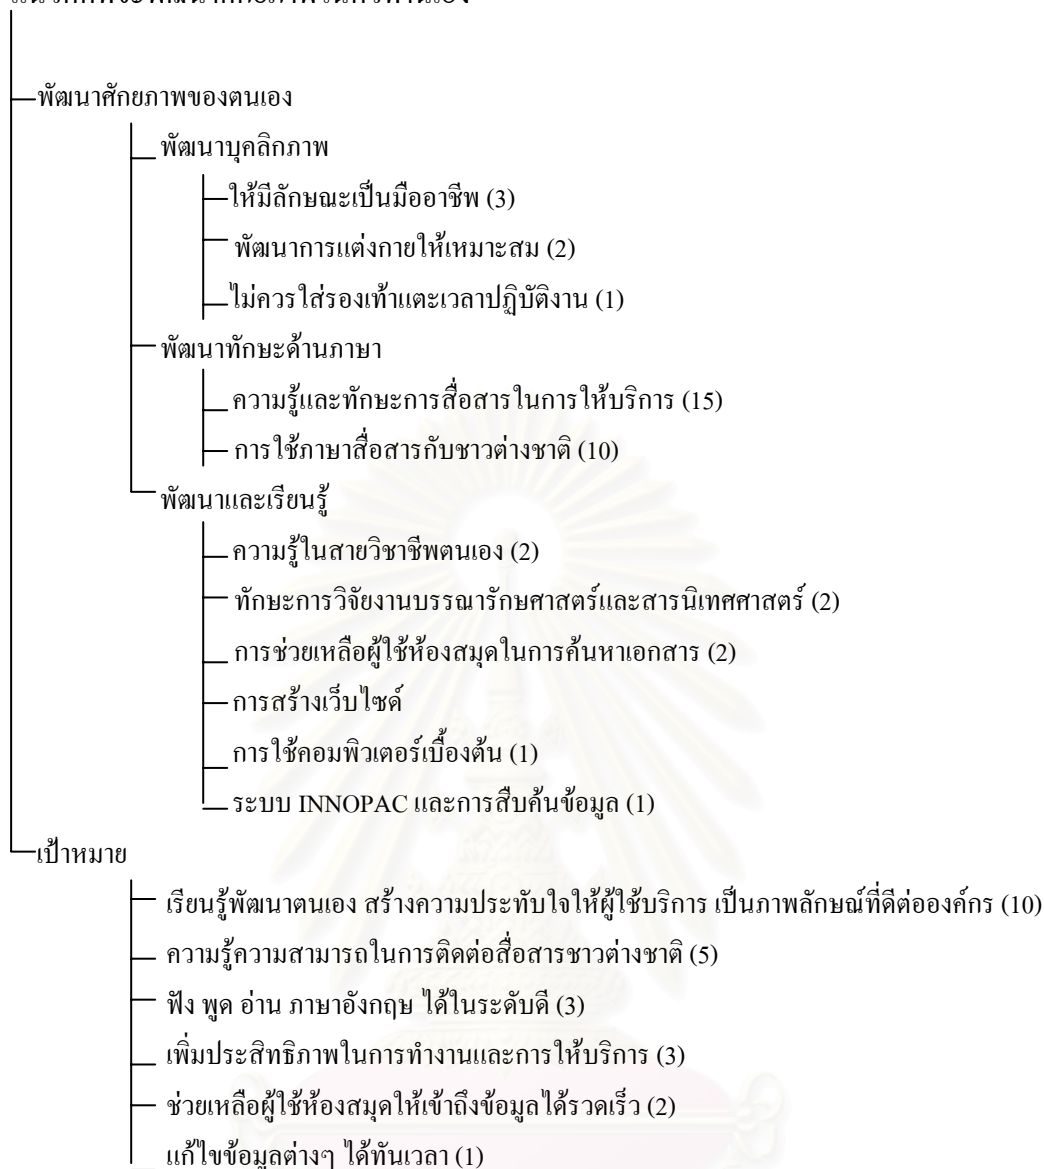 พัฒนาศักยภาพของตนเอง
พัฒนาบุคลิกภาพ
ให้มีลักษณะเป็นมืออาชีพ (3)
พัฒนาการแต่งกายให้เหมาะสม (2)
ไม่ควรใส่รองเท้าแตะเวลาปฏิบัติงาน (1)
พัฒนาทักษะด้านภาษา
ความรู้และทักษะการสื่อสารในการให้บริการ (15)
การใช้ภาษาสื่อสารกับชาวต่างชาติ (10)
พัฒนาและเรียนรู้
ความรู้ในสายวิชาชีพตนเอง (2)
ทักษะการวิจัยงานบรรณารักษศาสตร์และสารนิเทศศาสตร์ (2)
การช่วยเหลือผู้ใช้ห้องสมุดในการค้นหาเอกสาร (2)
การสร้างเว็บไซด์
การใช้คอมพิวเตอร์เบื้องต้น (1)
ระบบ INNOPAC และการสืบค้นข้อมูล (1)
เป้าหมาย
เรียนรู้พัฒนาตนเอง สร้างความประทับใจให้ผู้ใช้บริการ เป็นภาพลักษณ์ที่ดีต่อองค์กร (10)
ความรู้ความสามารถในการติดต่อสื่อสารชาวต่างชาติ (5)
ฟัง พูด อ่าน ภาษาอังกฤษ ได้ในระดับดี (3)
เพิ่มประสิทธิภาพในการทำงานและการให้บริการ (3)
ช่วยเหลือผู้ใช้ห้องสมุดให้เข้าถึงข้อมูลได้รวดเร็ว (2)
แก้ไขข้อมูลต่างๆ ได้ทันเวลา (1)